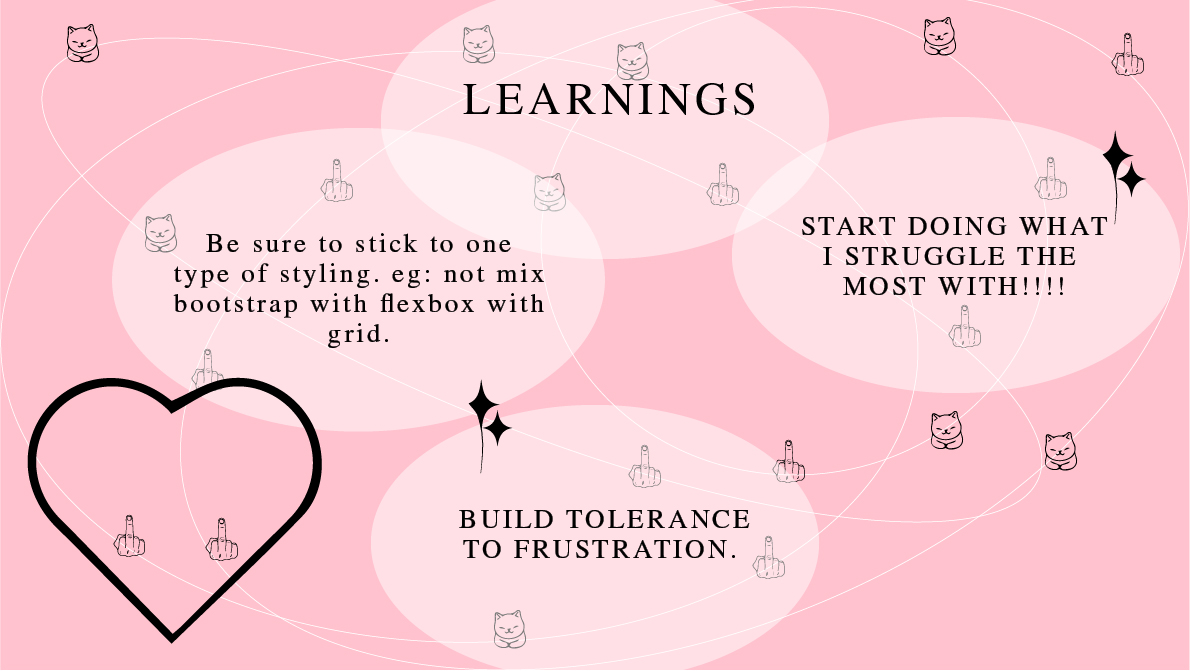 LEARNINGS
Be sure to stick to one
type of styling. eg: not mix
bootstrap with flexbox with
grid.
START DOING WHAT
I STRUGGLE THE
MOST WITH!!!!
BUILD TOLERANCE
TO FRUSTRATION.